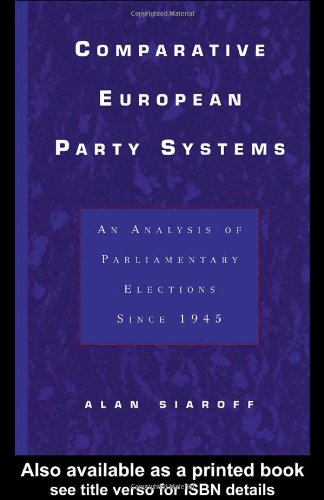 COMPARATIVE
EUROPEAN
PARTY SYSTEMS
AN ANALYSIS OF
PARLIAMENTARY
ELECTIONS
SINCE 1945
ALAN SIAROFF
Also available as a printed book
see title verso for ISBN details